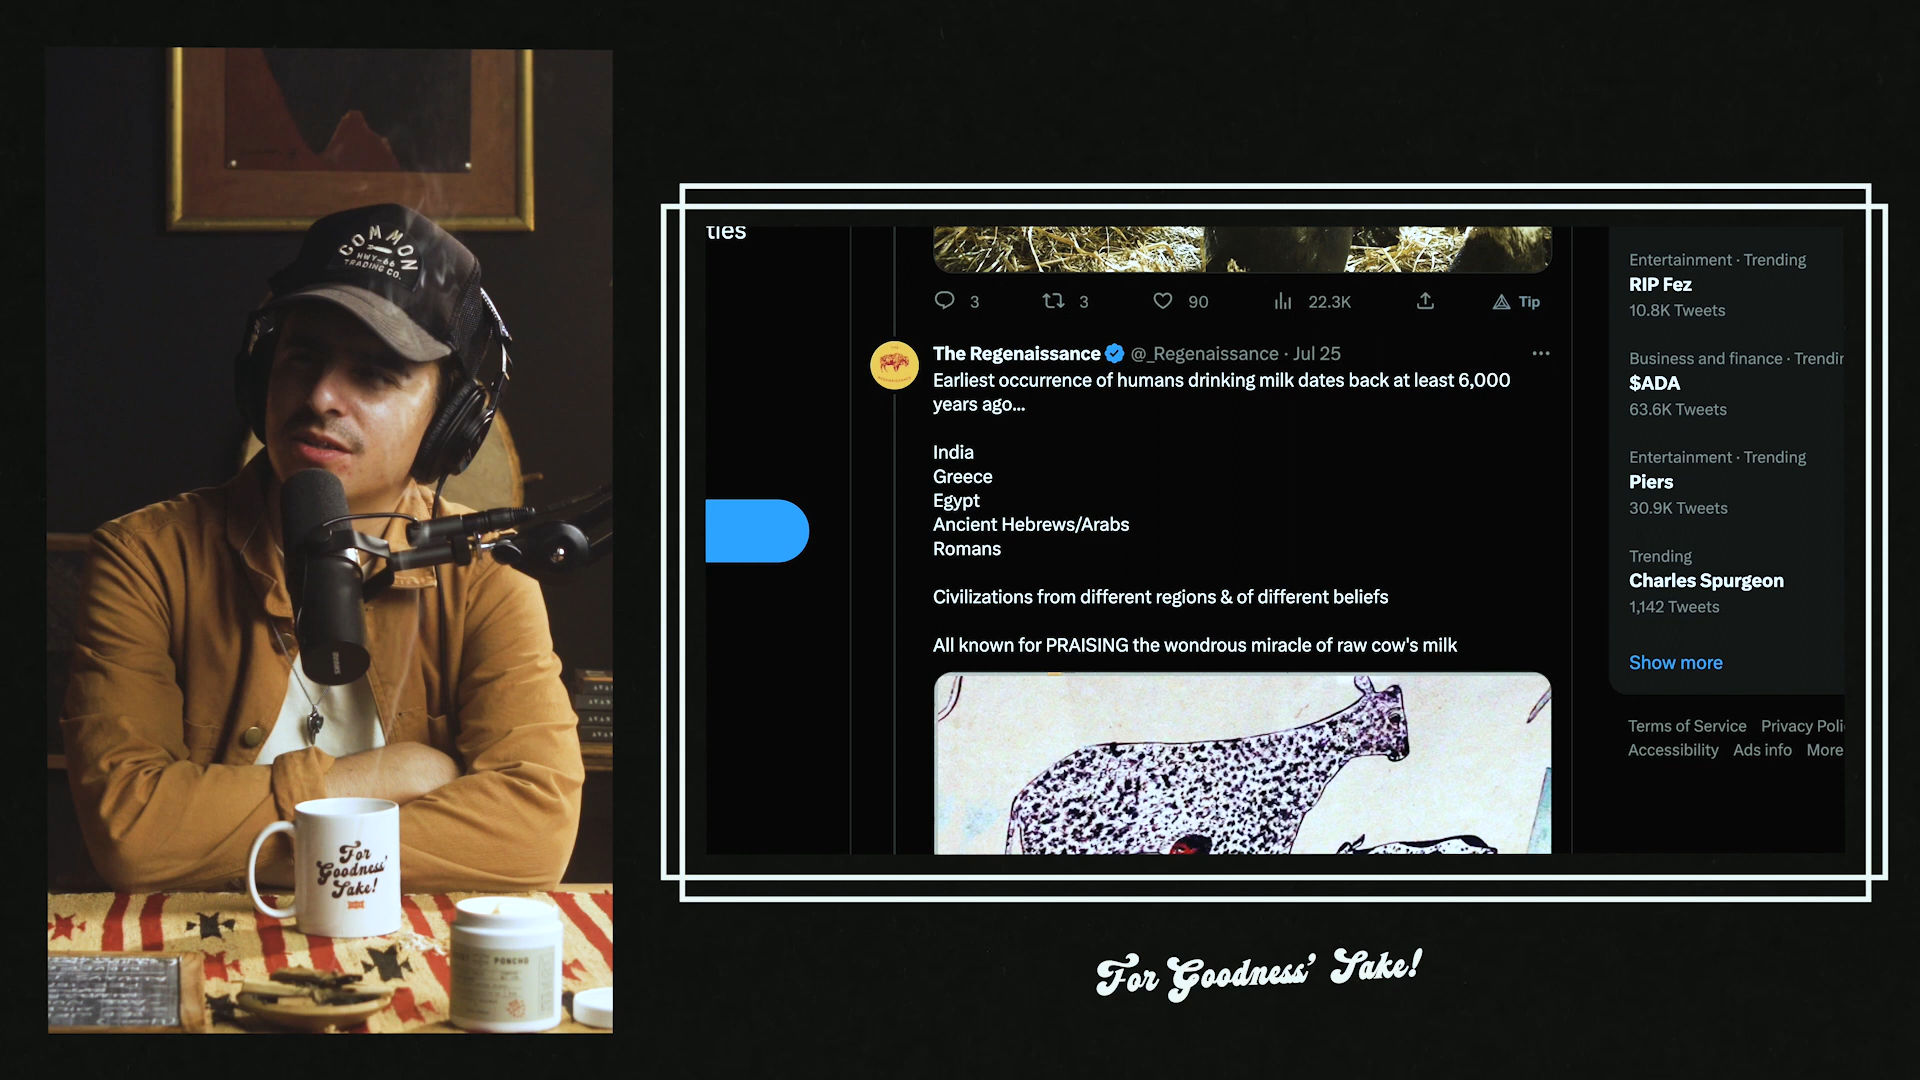 COMMON
HWY-66
TRADING CO.
For
Goodness'
Sake!
PONCHO
ties
3
3
90
22.3K
Tip
The Regenaissance @_Regenaissance · Jul 25
Earliest occurrence of humans drinking milk dates back at least 6,000
years ago...
India
Greece
Egypt
Ancient Hebrews/Arabs
Romans
Civilizations from different regions & of different beliefs
All known for PRAISING the wondrous miracle of raw cow's milk
Entertainment · Trending
RIP Fez
10.8K Tweets
Business and finance · Trendin
$ADA
63.6K Tweets
Entertainment · Trending
Piers
30.9K Tweets
Trending
Charles Spurgeon
1,142 Tweets
Show more
Terms of Service Privacy Poli
Accessibility Ads info More
For Goodness' Sake!